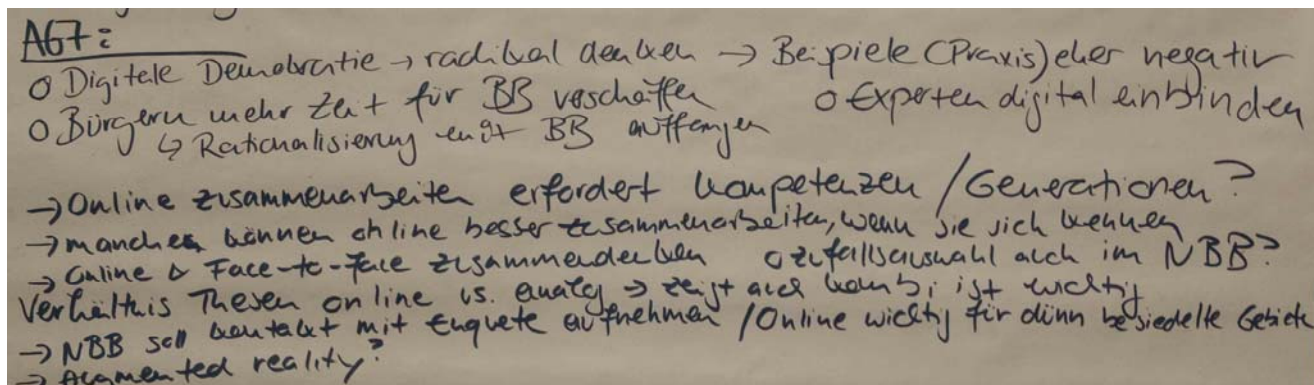 AG7:
o Digitale Demokratie → radikal denken → Beispiele (Praxis) eher negativ
o Bürgern mehr Zeit für BB verschaffen o Experten digital einbinden
↳ Rationalisierung mit BB auffangen
→ Online zusammenarbeiten erfordert Kompetenzen / Generationen?
→ manche können online besser zusammenarbeiten, wenn sie sich kennen
→ Online & Face-to-face zusammendenken o Zufallsauswahl auch im NBB?
Verhältnis Thesen online vs. analog → zeigt auch Kombi ist wichtig
→ NBB soll Kontakt mit Enquete aufnehmen / Online wichtig für dünn besiedelte Gebiete
→ Augmented reality?